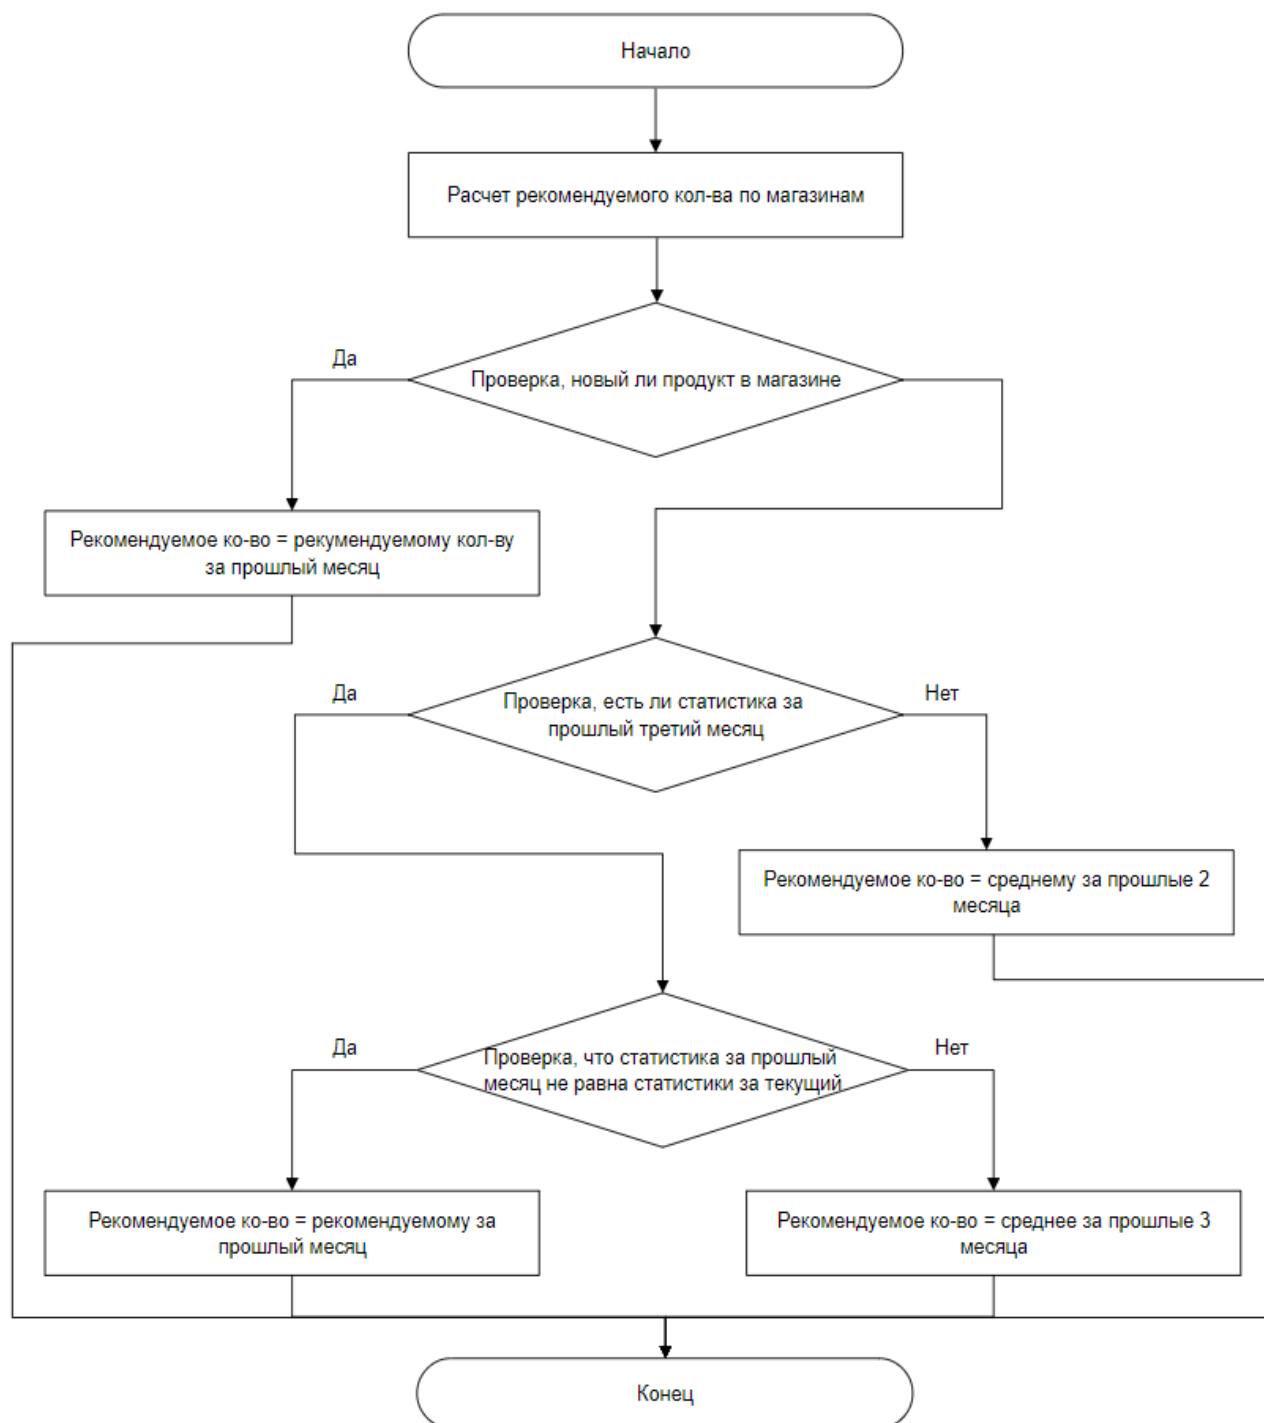 Начало
Расчет рекомендуемого кол-ва по магазинам
Да
Проверка, новый ли продукт в магазине
Рекомендуемое ко-во = рекумендуемому кол-ву
за прошлый месяц
Да
Проверка, есть ли статистика за
прошлый третий месяц
Нет
Рекомендуемое ко-во = среднему за прошлые 2
месяца
Да
Проверка, что статистика за прошлый
месяц не равна статистики за текущий
Нет
Рекомендуемое ко-во = рекомендуемому за
прошлый месяц
Рекомендуемое ко-во = среднее за прошлые 3
месяца
Конец